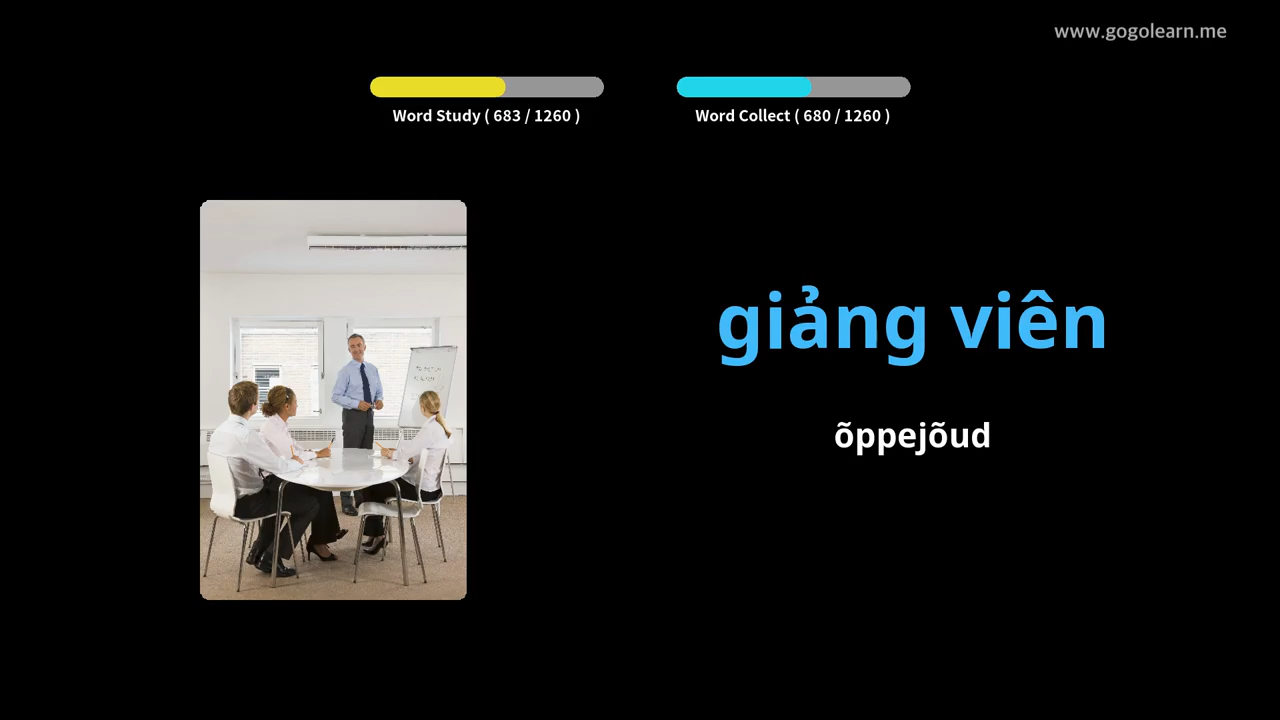 www.gogolearn.me
Word Study ( 683 / 1260 )
Word Collect ( 680 / 1260 )
giảng viên
õppejõud